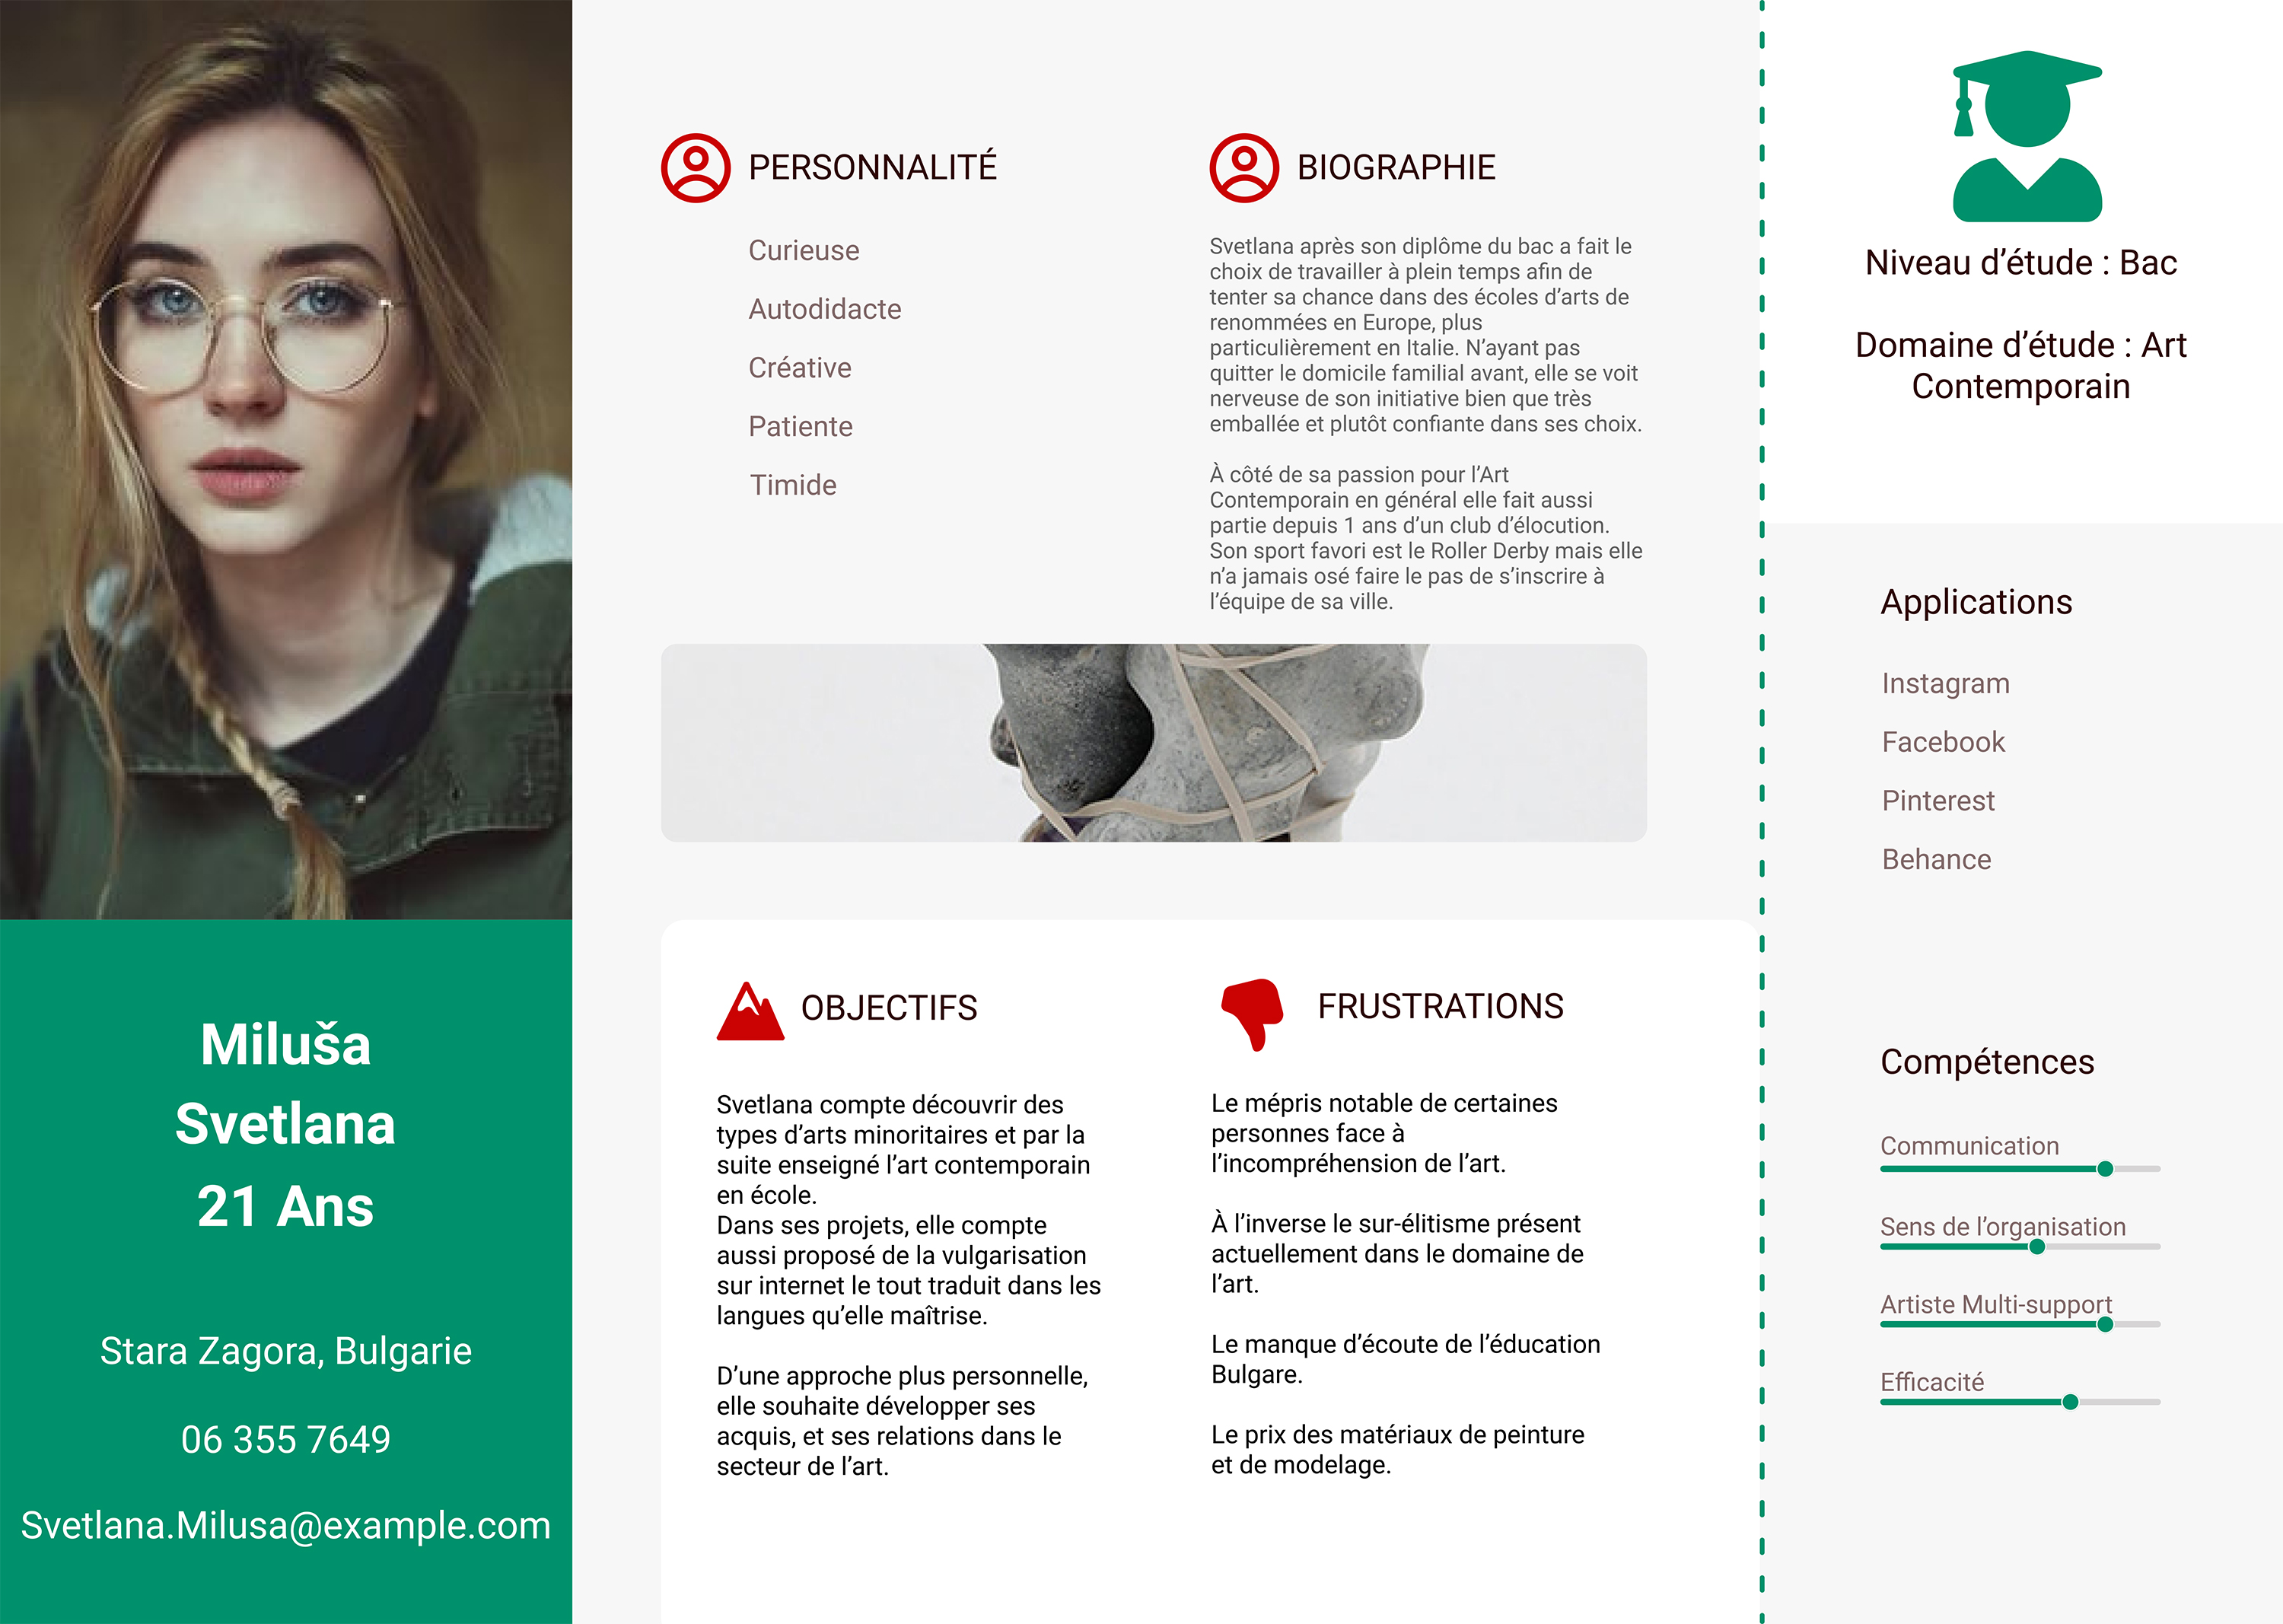 Miluša
Svetlana
21 Ans
Stara Zagora, Bulgarie
06 355 7649
Svetlana.Milusa@example.com
PERSONNALITÉ
Curieuse
Autodidacte
Créative
Patiente
Timide
BIOGRAPHIE
Svetlana après son diplôme du bac a fait le
choix de travailler à plein temps afin de
tenter sa chance dans des écoles d’arts de
renommées en Europe, plus
particulièrement en Italie. N’ayant pas
quitter le domicile familial avant, elle se voit
nerveuse de son initiative bien que très
emballée et plutôt confiante dans ses choix.
À côté de sa passion pour l’Art
Contemporain en général elle fait aussi
partie depuis 1 ans d’un club d’élocution.
Son sport favori est le Roller Derby mais elle
n’a jamais osé faire le pas de s’inscrire à
l’équipe de sa ville.
OBJECTIFS
Svetlana compte découvrir des
types d’arts minoritaires et par la
suite enseigné l’art contemporain
en école.
Dans ses projets, elle compte
aussi proposé de la vulgarisation
sur internet le tout traduit dans les
langues qu’elle maîtrise.
D’une approche plus personnelle,
elle souhaite développer ses
acquis, et ses relations dans le
secteur de l’art.
FRUSTRATIONS
Le mépris notable de certaines
personnes face à
l’incompréhension de l’art.
À l’inverse le sur-élitisme présent
actuellement dans le domaine de
l’art.
Le manque d’écoute de l’éducation
Bulgare.
Le prix des matériaux de peinture
et de modelage.
Niveau d’étude : Bac
Domaine d’étude : Art
Contemporain
Applications
Instagram
Facebook
Pinterest
Behance
Compétences
Communication
Sens de l’organisation
Artiste Multi-support
Efficacité